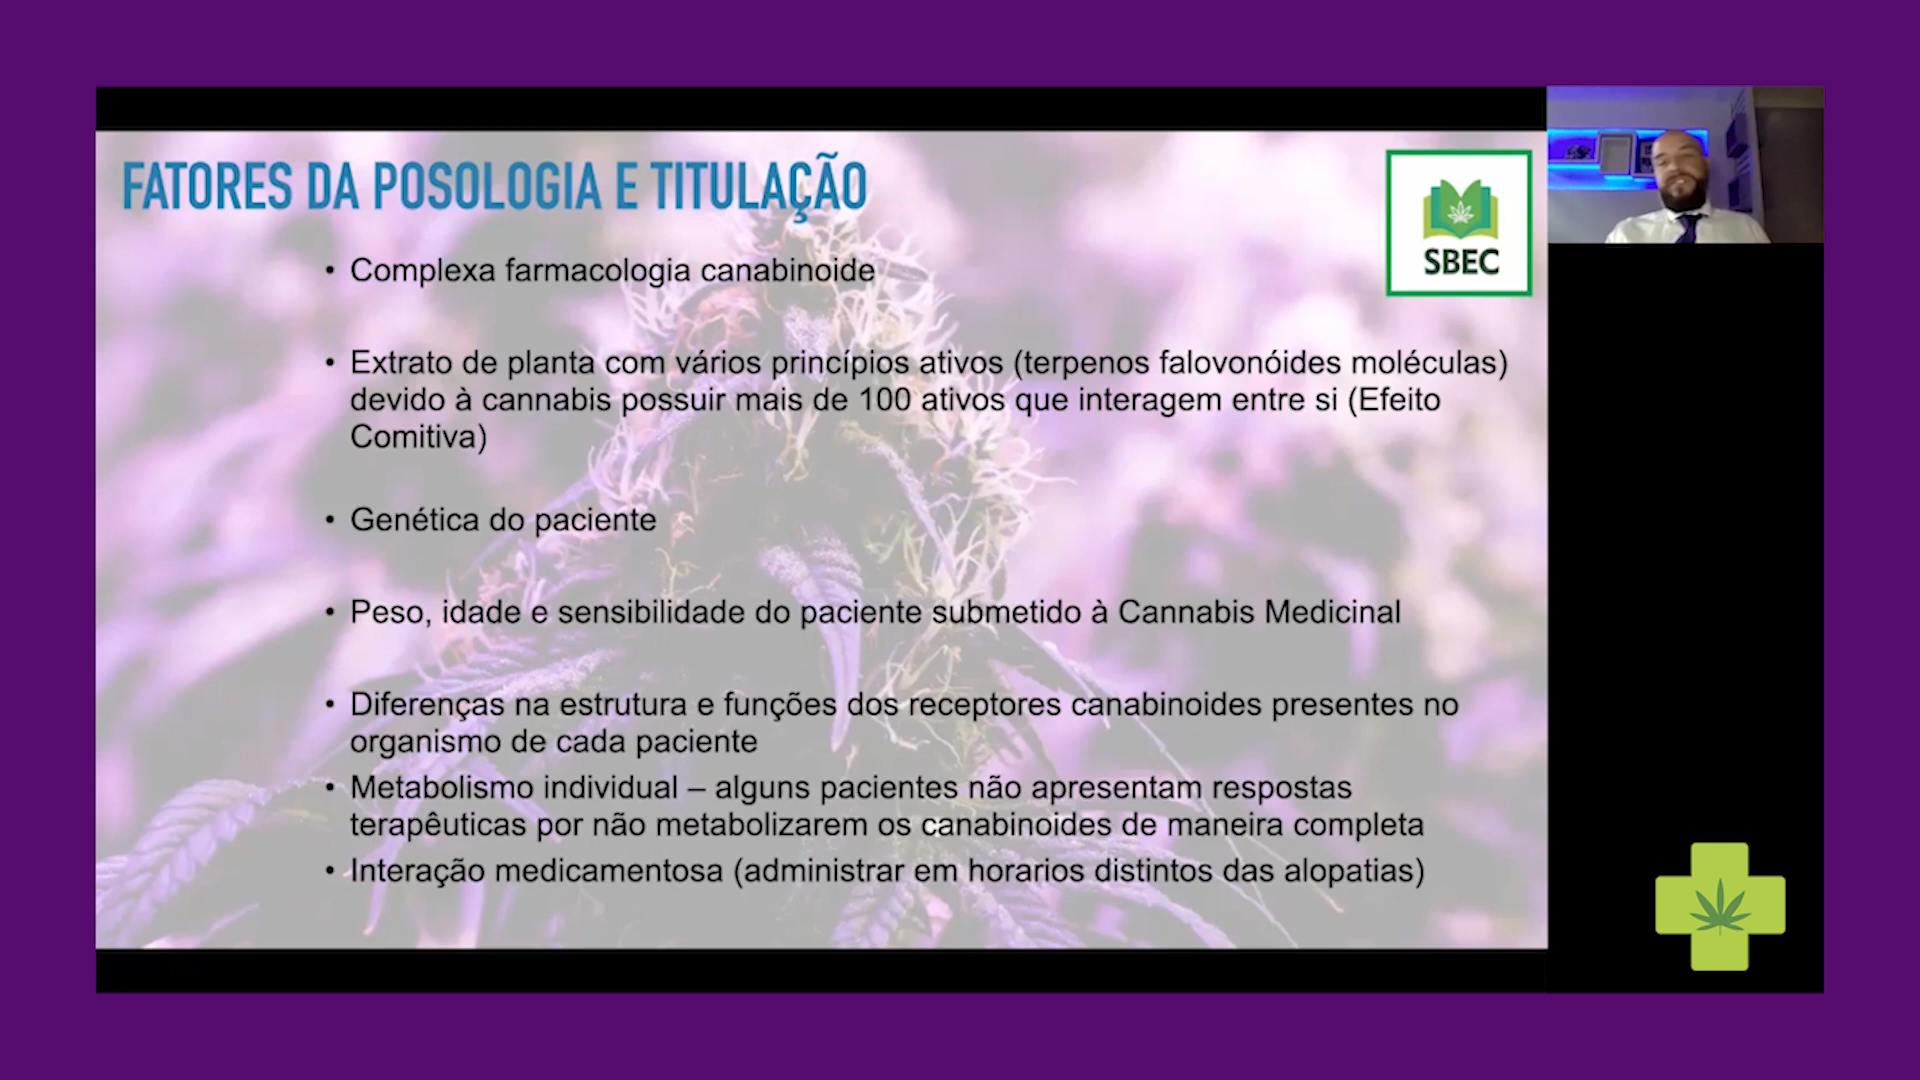 FATORES DA POSOLOGIA E TITULAÇÃO
SBEC
• Complexa farmacologia canabinoide
• Extrato de planta com vários princípios ativos (terpenos falovonóides moléculas)
devido à cannabis possuir mais de 100 ativos que interagem entre si (Efeito
Comitiva)
• Genética do paciente
• Peso, idade e sensibilidade do paciente submetido à Cannabis Medicinal
• Diferenças na estrutura e funções dos receptores canabinoides presentes no
organismo de cada paciente
• Metabolismo individual – alguns pacientes não apresentam respostas
terapêuticas por não metabolizarem os canabinoides de maneira completa
• Interação medicamentosa (administrar em horarios distintos das alopatias)